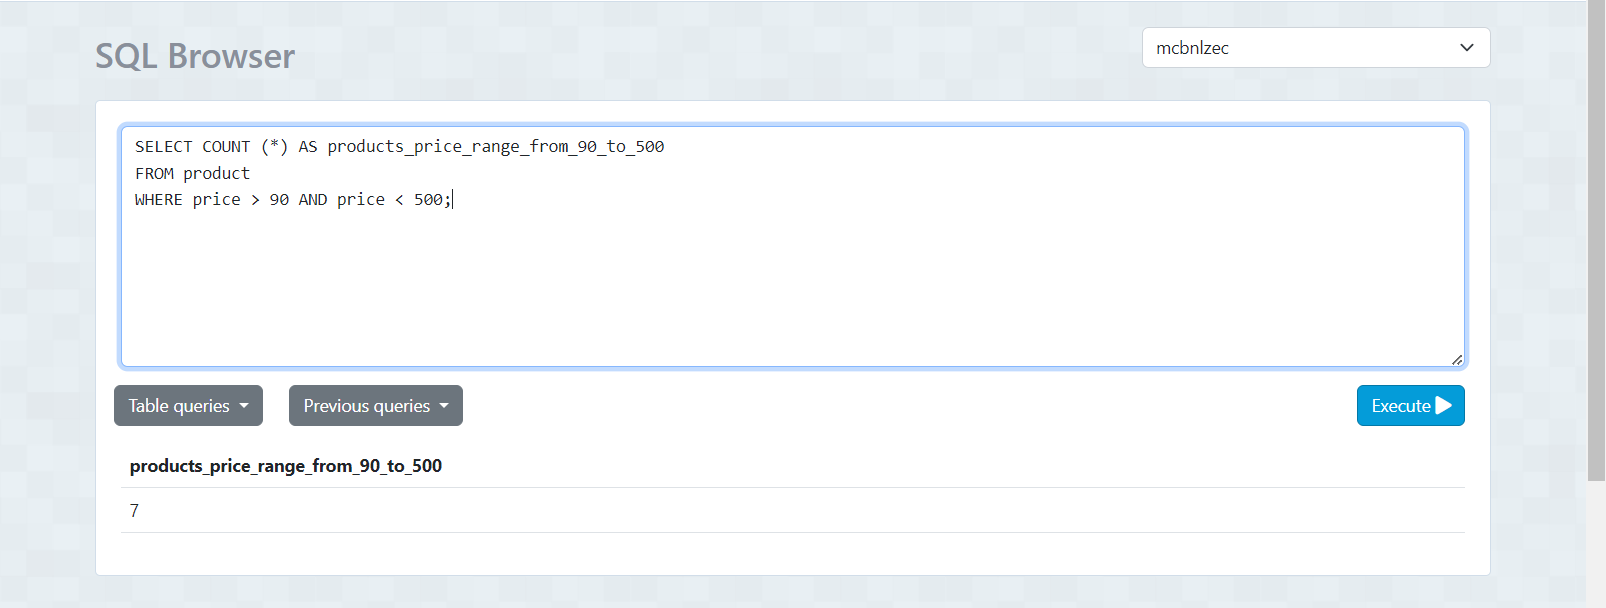 SQL Browser
mcbnlzec
SELECT COUNT (*) AS products_price_range_from_90_to_500
FROM product
WHERE price > 90 AND price < 500;
Table queries
Previous queries
Execute
products_price_range_from_90_to_500
7